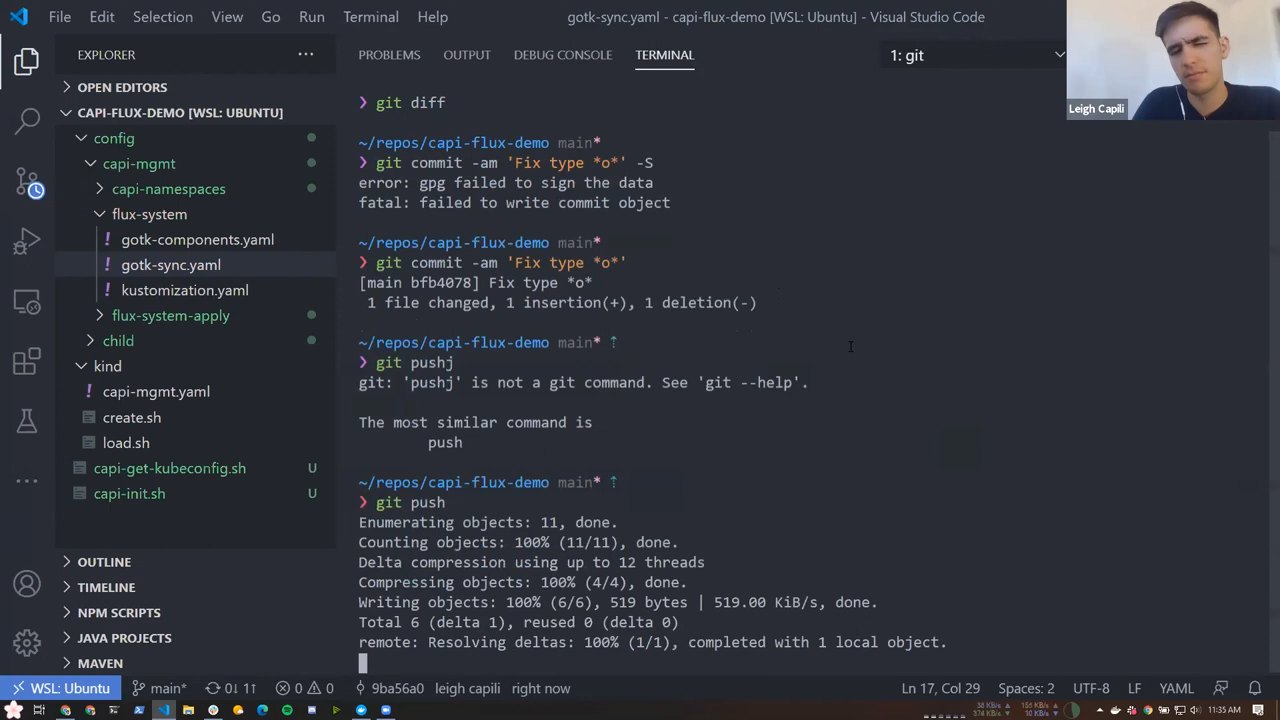 File Edit Selection View Go Run Terminal Help gotk-sync.yaml - capi-flux-demo [WSL: Ubuntu] - Visual Studio Code
EXPLORER
OPEN EDITORS
CAPI-FLUX-DEMO [WSL: UBUNTU]
config
capi-mgmt
capi-namespaces
flux-system
! gotk-components.yaml
! gotk-sync.yaml
! kustomization.yaml
flux-system-apply
child
kind
! capi-mgmt.yaml
create.sh
load.sh
capi-get-kubeconfig.sh U
capi-init.sh U
OUTLINE
TIMELINE
NPM SCRIPTS
JAVA PROJECTS
MAVEN
PROBLEMS OUTPUT DEBUG CONSOLE TERMINAL 1: git
Leigh Capili
❯ git diff
~/repos/capi-flux-demo main*
❯ git commit -am 'Fix type *o*' -S
error: gpg failed to sign the data
fatal: failed to write commit object
~/repos/capi-flux-demo main*
❯ git commit -am 'Fix type *o*'
[main bfb4078] Fix type *o*
1 file changed, 1 insertion(+), 1 deletion(-)
~/repos/capi-flux-demo main* ⇡
❯ git pushj
git: 'pushj' is not a git command. See 'git --help'.
The most similar command is
push
~/repos/capi-flux-demo main* ⇡
❯ git push
Enumerating objects: 11, done.
Counting objects: 100% (11/11), done.
Delta compression using up to 12 threads
Compressing objects: 100% (4/4), done.
Writing objects: 100% (6/6), 519 bytes | 519.00 KiB/s, done.
Total 6 (delta 1), reused 0 (delta 0)
remote: Resolving deltas: 100% (1/1), completed with 1 local object.
WSL: Ubuntu main* 0↓ 1↑ 0 0 9ba56a0 leigh capili right now Ln 17, Col 29 Spaces: 2 UTF-8 LF YAML
11:35 AM